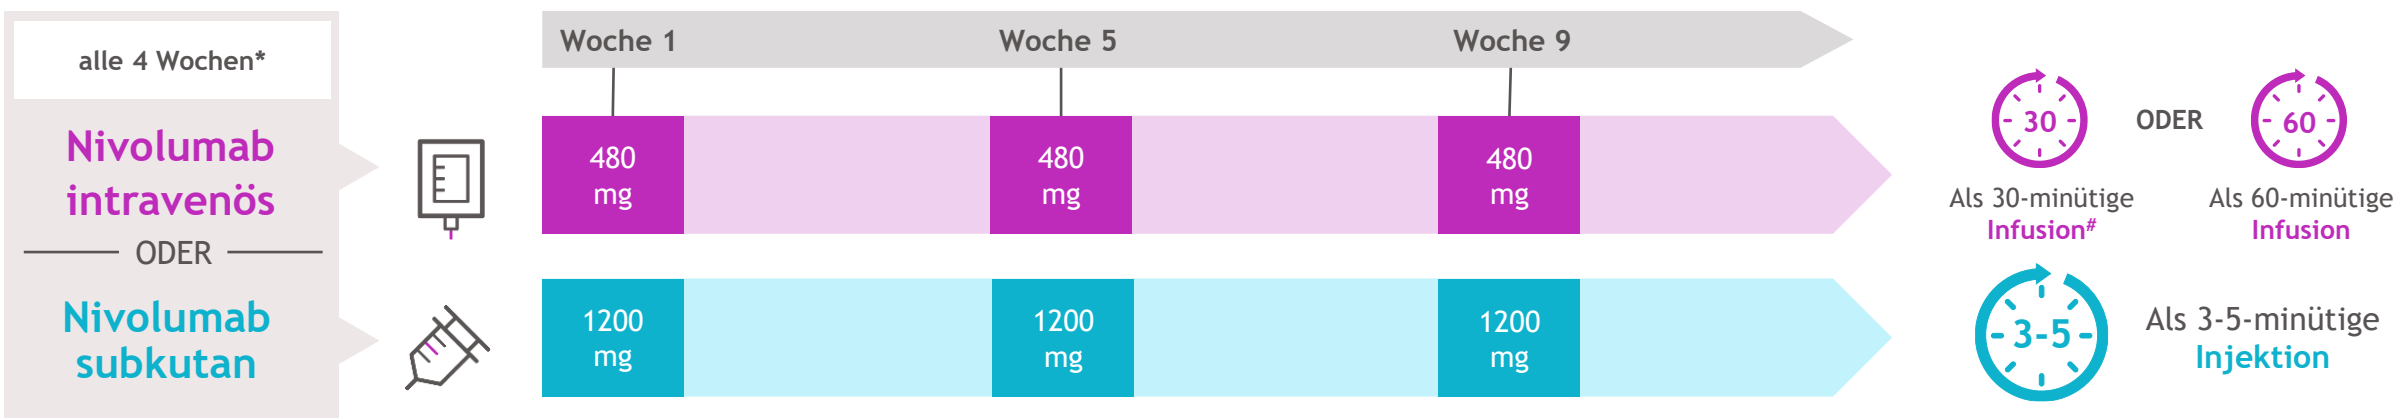 alle 4 Wochen*
Nivolumab
intravenös
ODER
Nivolumab
subkutan
Woche 1
Woche 5
Woche 9
480
mg
480
mg
480
mg
1200
mg
1200
mg
1200
mg
30
ODER
60
Als 30-minütige
Infusion#
Als 60-minütige
Infusion
3-5
Als 3-5-minütige
Injektion